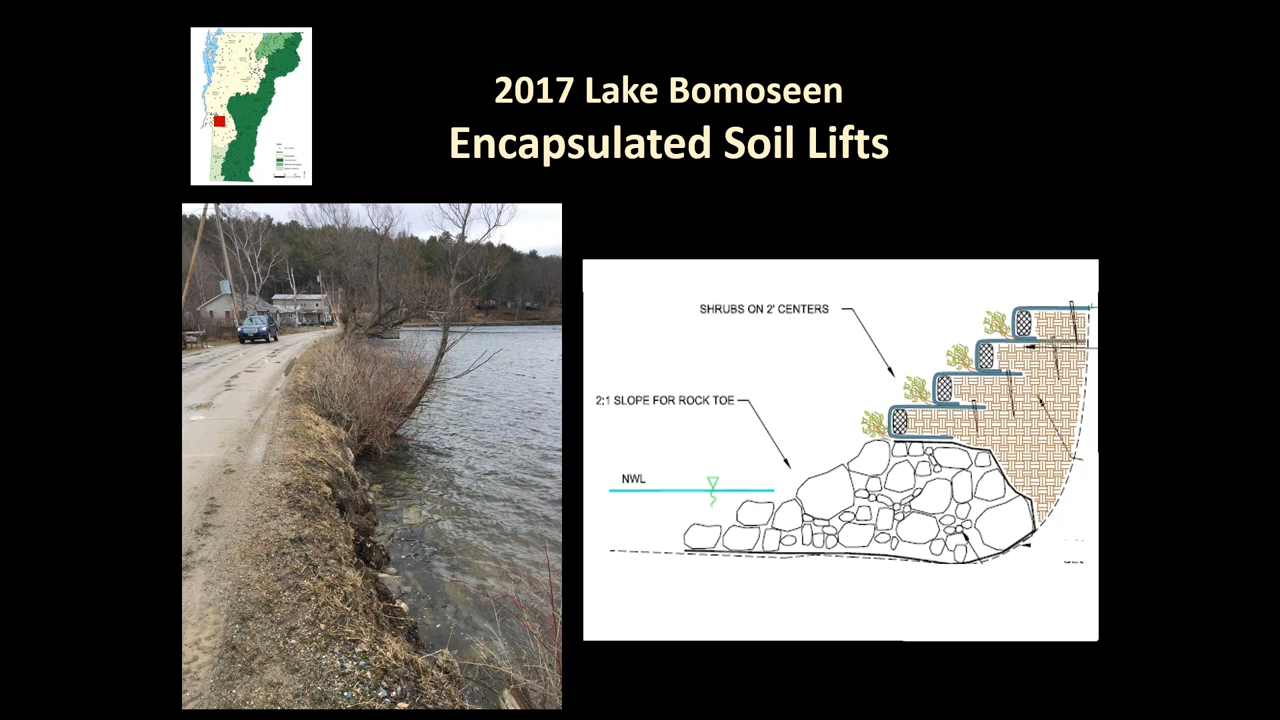 2017 Lake Bomoseen
Encapsulated Soil Lifts
SHRUBS ON 2' CENTERS
2:1 SLOPE FOR ROCK TOE
NWL